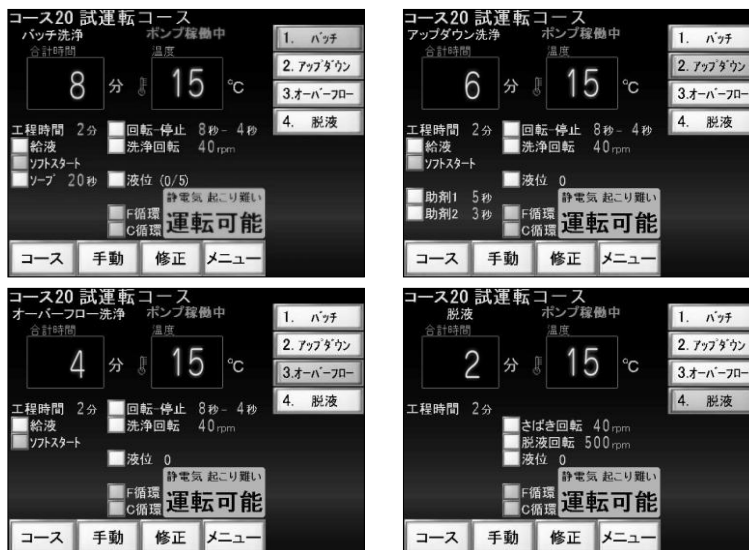 コース20 試運転コース
バッチ洗浄 ポンプ稼働中
合計時間 温度
8 分 15 ℃
工程時間 2分 回転-停止 8秒- 4秒
給液 洗浄回転 40rpm
ソフトスタート
ソープ 20秒 液位 (0/5)
静電気 起こり難い
F循環
C循環
運転可能
1. バッチ
2. アップダウン
3.オーバーフロー
4. 脱液
コース 手動 修正 メニュー
コース20 試運転コース
アップダウン洗浄 ポンプ稼働中
合計時間 温度
6 分 15 ℃
工程時間 2分 回転-停止 8秒- 4秒
給液 洗浄回転 40rpm
ソフトスタート
液位 0
助剤1 5秒
助剤2 3秒
静電気 起こり難い
F循環
C循環
運転可能
1. バッチ
2. アップダウン
3.オーバーフロー
4. 脱液
コース 手動 修正 メニュー
コース20 試運転コース
オーバーフロー洗浄 ポンプ稼働中
合計時間 温度
4 分 15 ℃
工程時間 2分 回転-停止 8秒- 4秒
給液 洗浄回転 40rpm
ソフトスタート
液位 0
静電気 起こり難い
F循環
C循環
運転可能
1. バッチ
2. アップダウン
3.オーバーフロー
4. 脱液
コース 手動 修正 メニュー
コース20 試運転コース
脱液 ポンプ稼働中
合計時間 温度
2 分 15 ℃
工程時間 2分
さばき回転 40rpm
脱液回転 500rpm
液位 0
静電気 起こり難い
F循環
C循環
運転可能
1. バッチ
2. アップダウン
3.オーバーフロー
4. 脱液
コース 手動 修正 メニュー